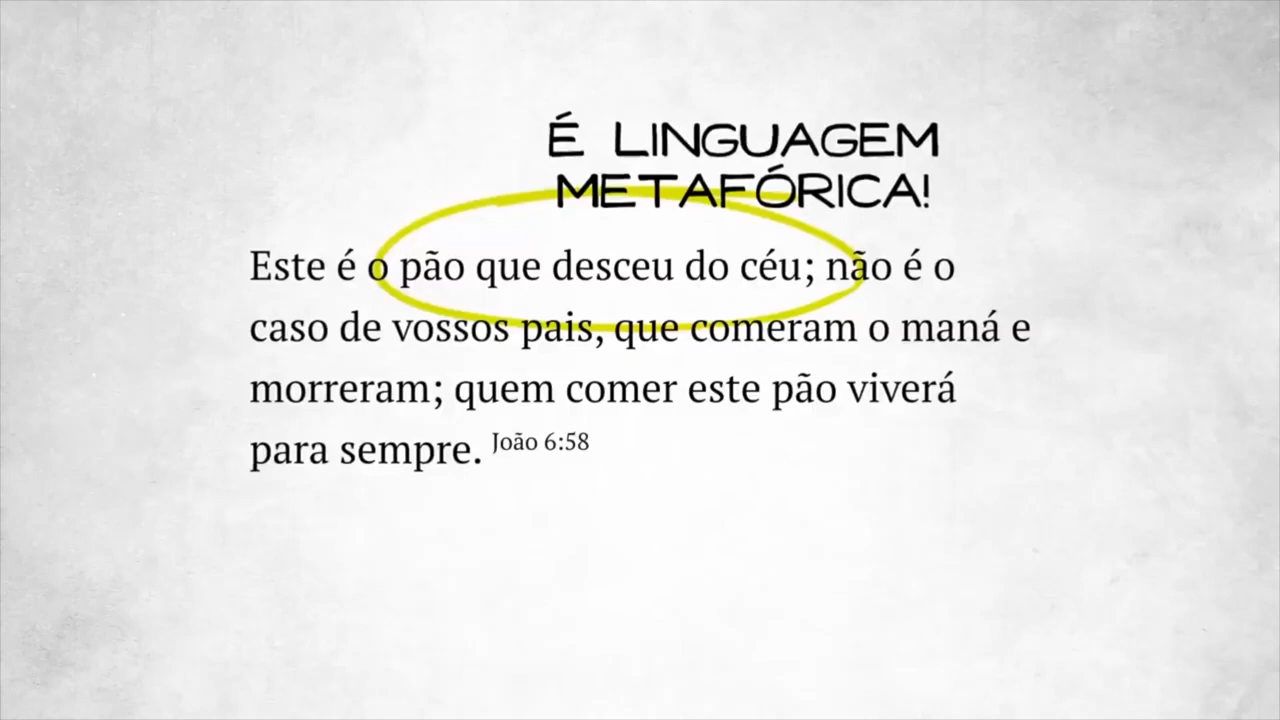 É LINGUAGEM
METAFÓRICA!
Este é o pão que desceu do céu; não é o
caso de vossos pais, que comeram o maná e
morreram; quem comer este pão viverá
para sempre. João 6:58